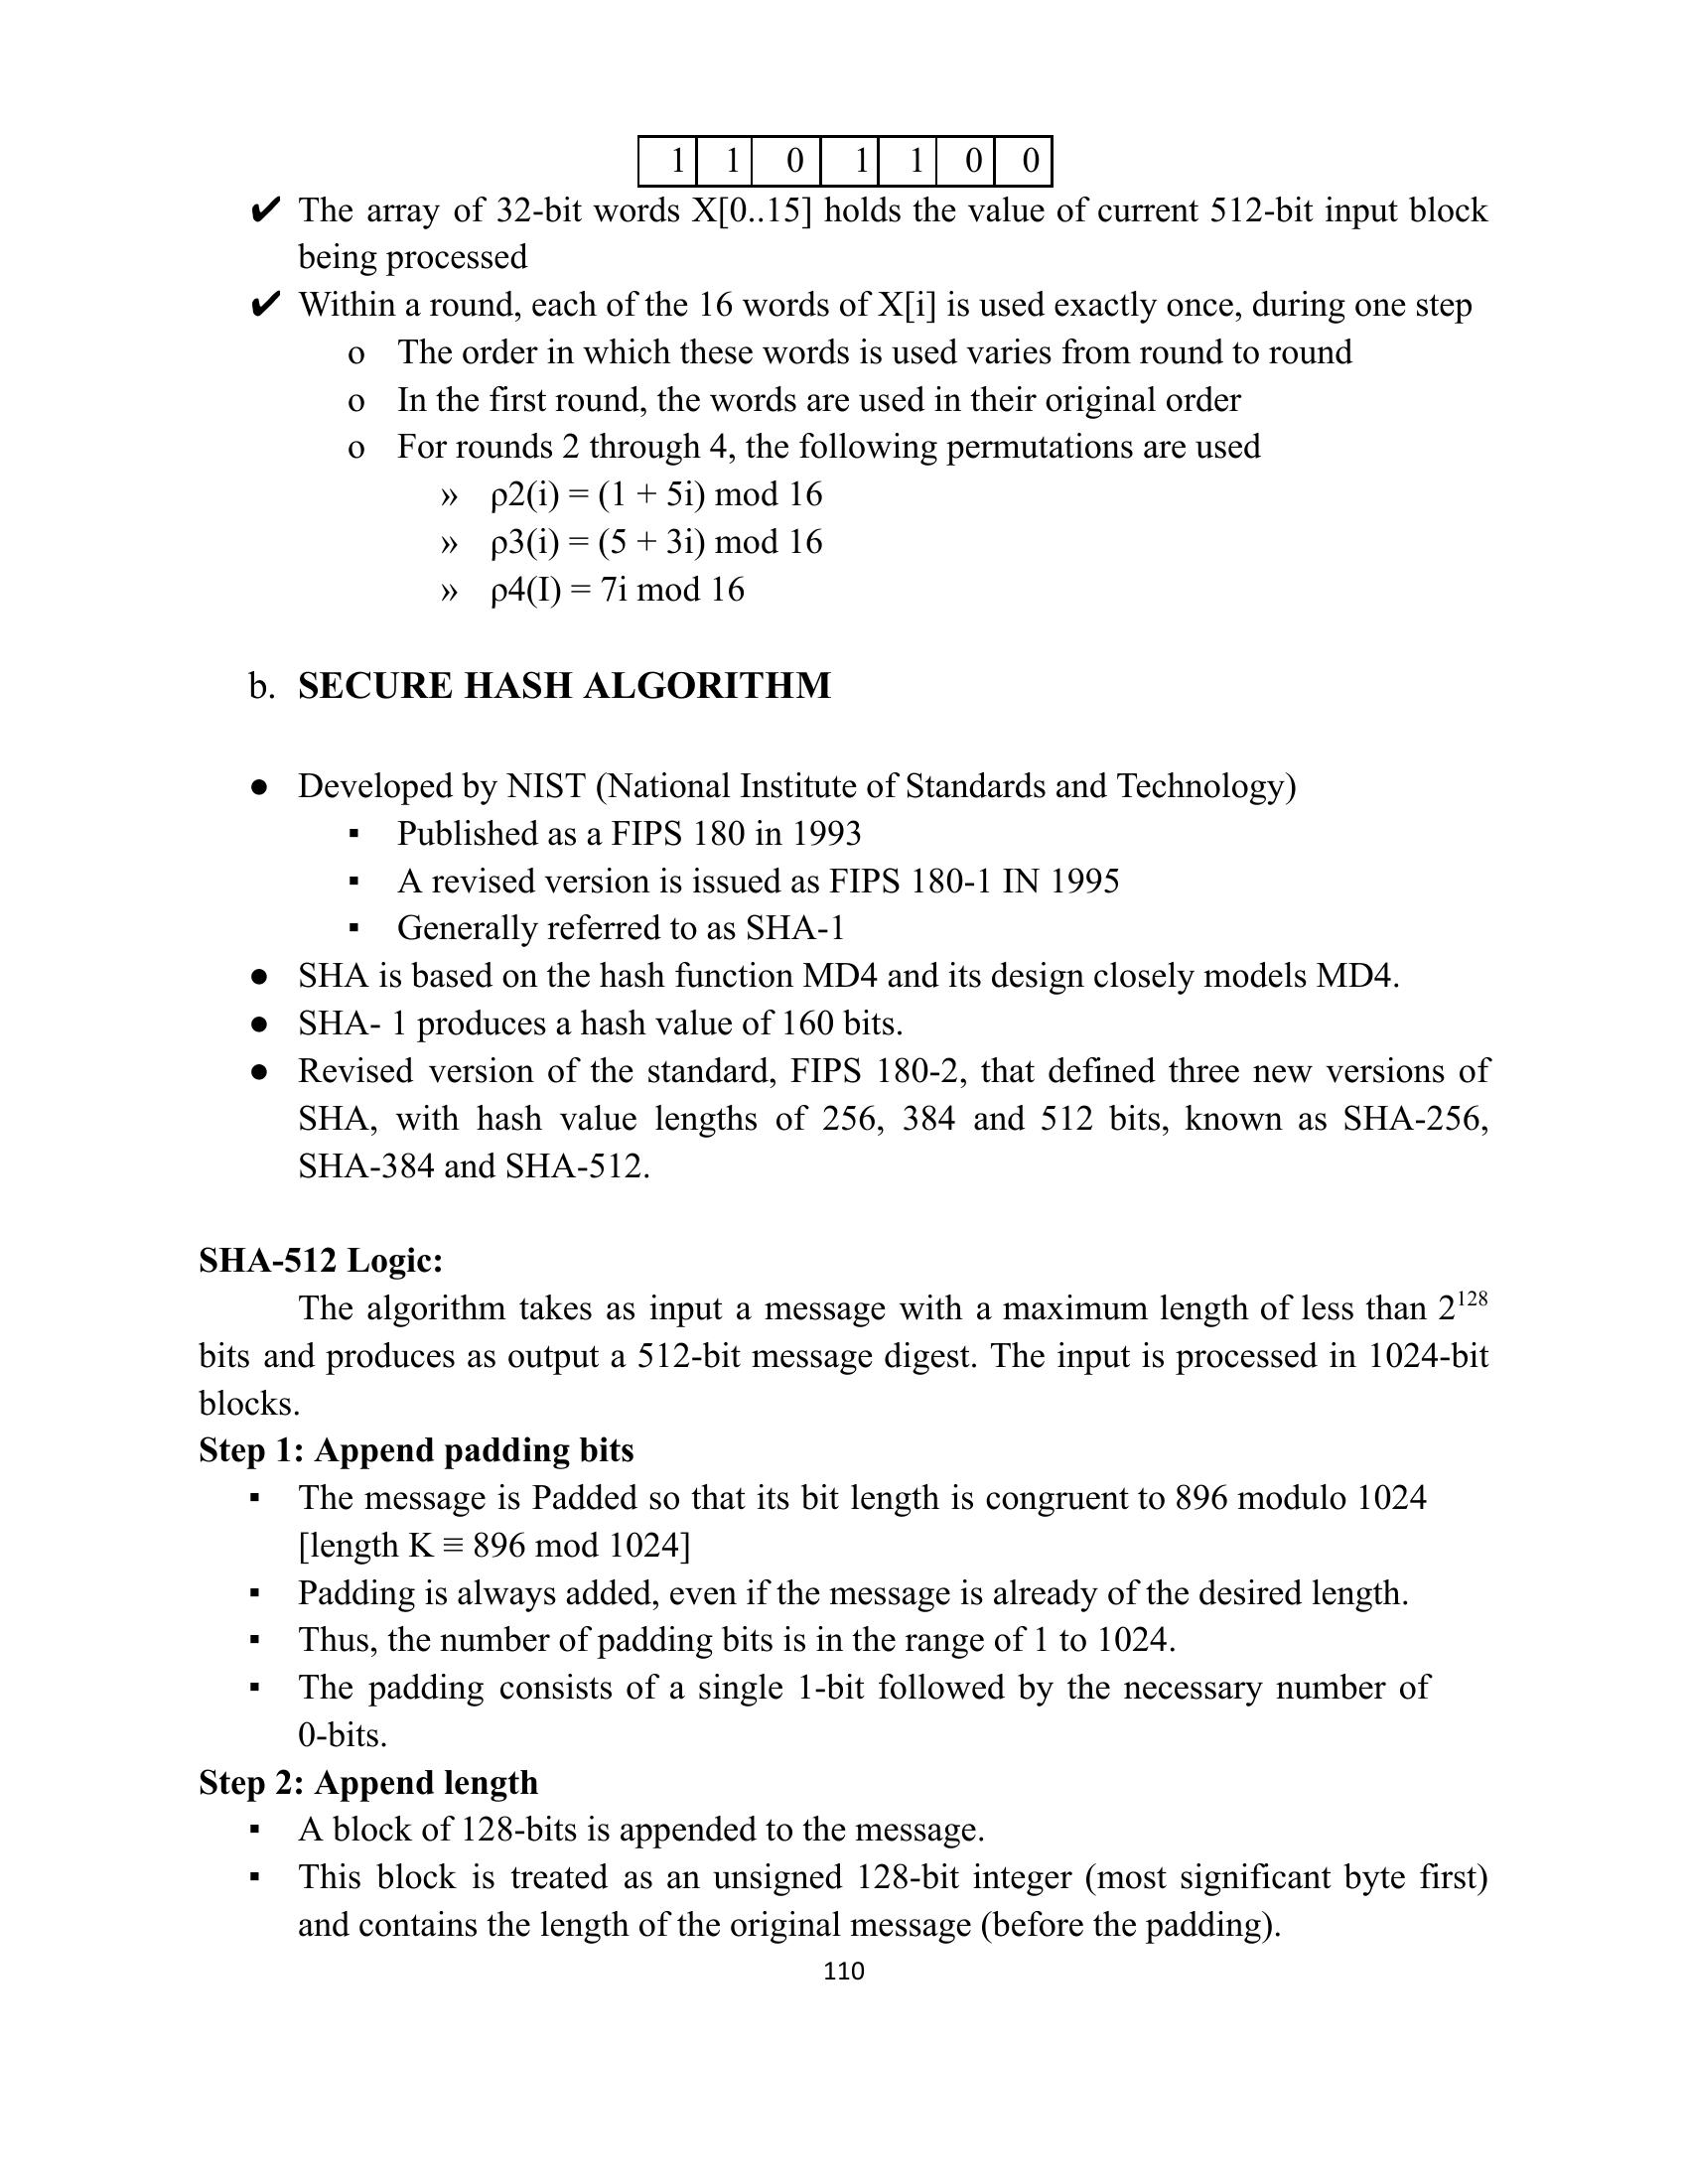 1 1 0 1 1 0 0
✔ The array of 32-bit words X[0..15] holds the value of current 512-bit input block
being processed
✔ Within a round, each of the 16 words of X[i] is used exactly once, during one step
o The order in which these words is used varies from round to round
o In the first round, the words are used in their original order
o For rounds 2 through 4, the following permutations are used
» ρ2(i) = (1 + 5i) mod 16
» ρ3(i) = (5 + 3i) mod 16
» ρ4(I) = 7i mod 16
b. SECURE HASH ALGORITHM
● Developed by NIST (National Institute of Standards and Technology)
▪ Published as a FIPS 180 in 1993
▪ A revised version is issued as FIPS 180-1 IN 1995
▪ Generally referred to as SHA-1
● SHA is based on the hash function MD4 and its design closely models MD4.
● SHA- 1 produces a hash value of 160 bits.
● Revised version of the standard, FIPS 180-2, that defined three new versions of
SHA, with hash value lengths of 256, 384 and 512 bits, known as SHA-256,
SHA-384 and SHA-512.
SHA-512 Logic:
The algorithm takes as input a message with a maximum length of less than 2^128
bits and produces as output a 512-bit message digest. The input is processed in 1024-bit
blocks.
Step 1: Append padding bits
▪ The message is Padded so that its bit length is congruent to 896 modulo 1024
[length K ≡ 896 mod 1024]
▪ Padding is always added, even if the message is already of the desired length.
▪ Thus, the number of padding bits is in the range of 1 to 1024.
▪ The padding consists of a single 1-bit followed by the necessary number of
0-bits.
Step 2: Append length
▪ A block of 128-bits is appended to the message.
▪ This block is treated as an unsigned 128-bit integer (most significant byte first)
and contains the length of the original message (before the padding).
110